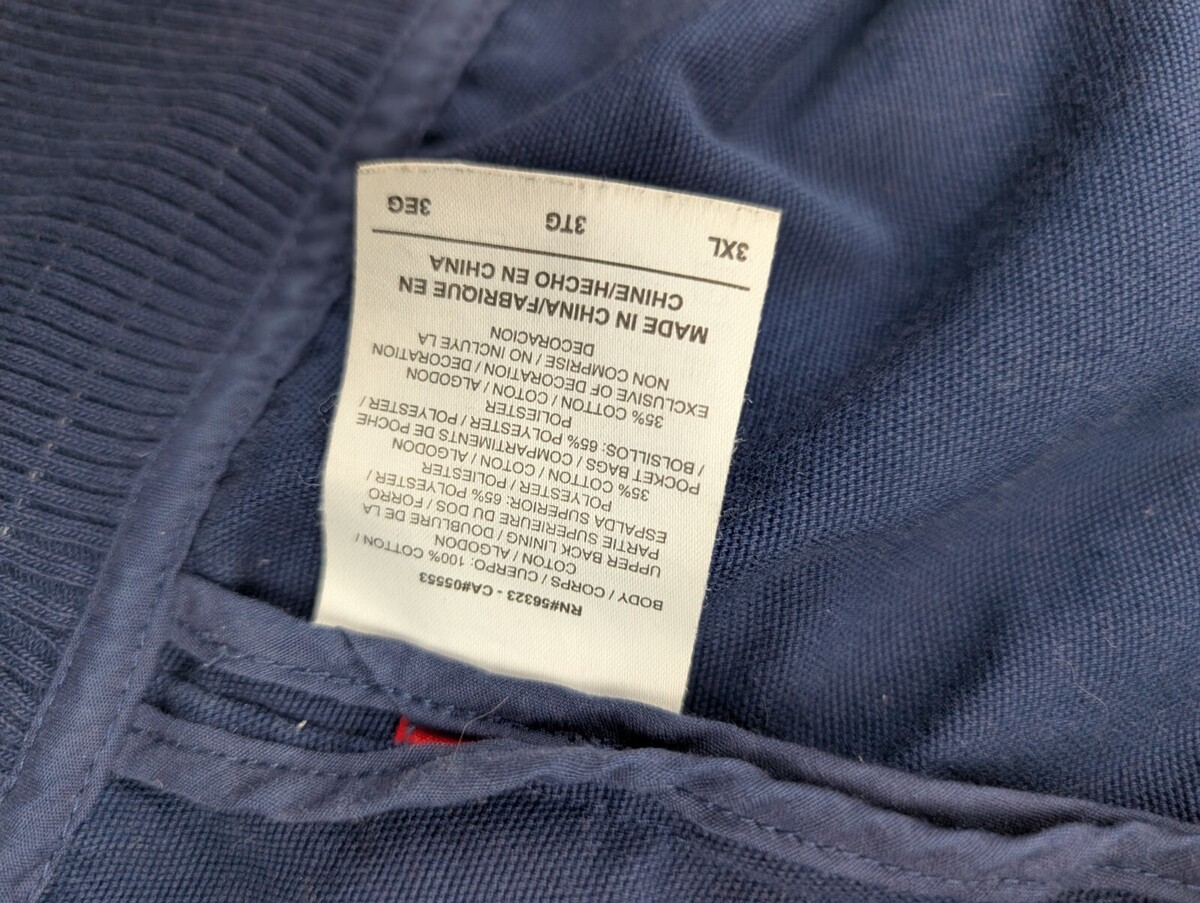 RN#56323 - CA#05553
BODY / CORPS / CUERPO: 100% COTTON /
COTON / ALGODON
UPPER BACK LINING / DOUBLURE DE LA
PARTIE SUPERIEURE DU DOS / FORRO
ESPALDA SUPERIOR: 65% POLYESTER /
POLYESTER / POLIESTER
35% COTTON / COTON / ALGODON
POCKET BAGS / COMPARTIMENTS DE POCHE
/ BOLSILLOS: 65% POLYESTER / POLYESTER /
POLIESTER
35% COTTON / COTON / ALGODON
EXCLUSIVE OF DECORATION / DECORATION
NON COMPRISE / NO INCLUYE LA
DECORACION
MADE IN CHINA/FABRIQUE EN
CHINE/HECHO EN CHINA
3XL 3TG 3EG